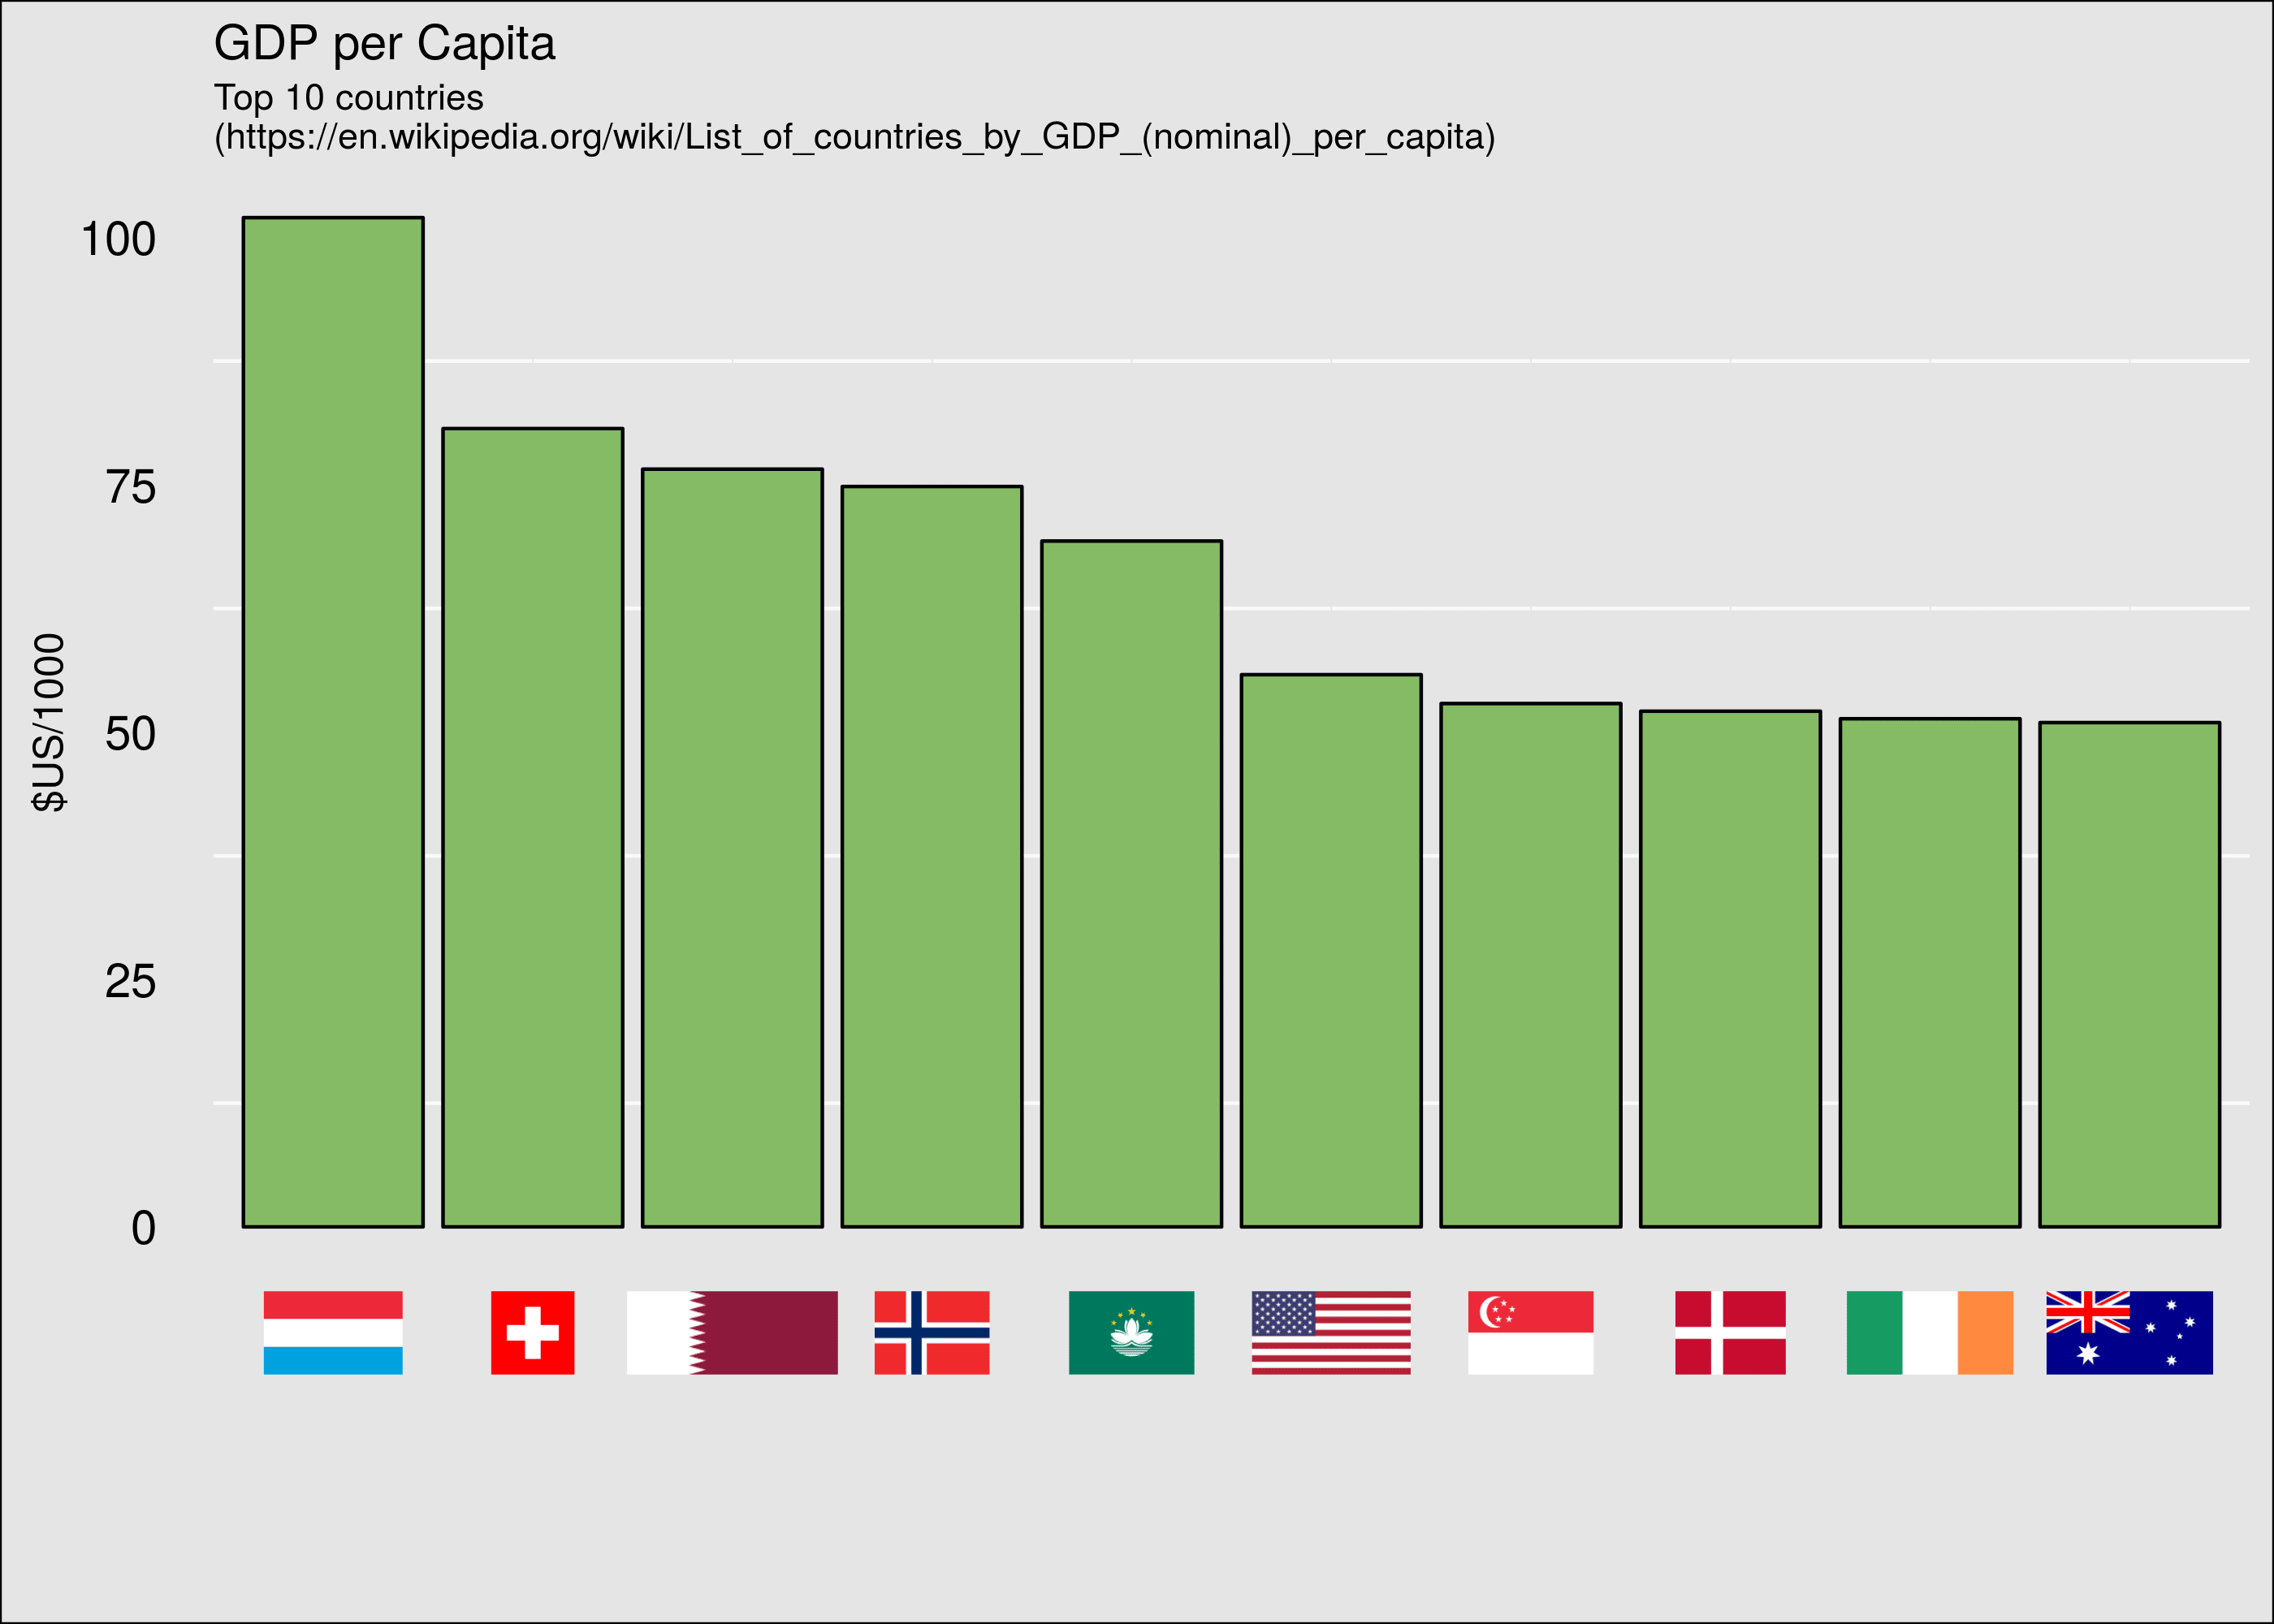 GDP per Capita
Top 10 countries
(https://en.wikipedia.org/wiki/List_of_countries_by_GDP_(nominal)_per_capita)
100
75
50
25
0
$US/1000